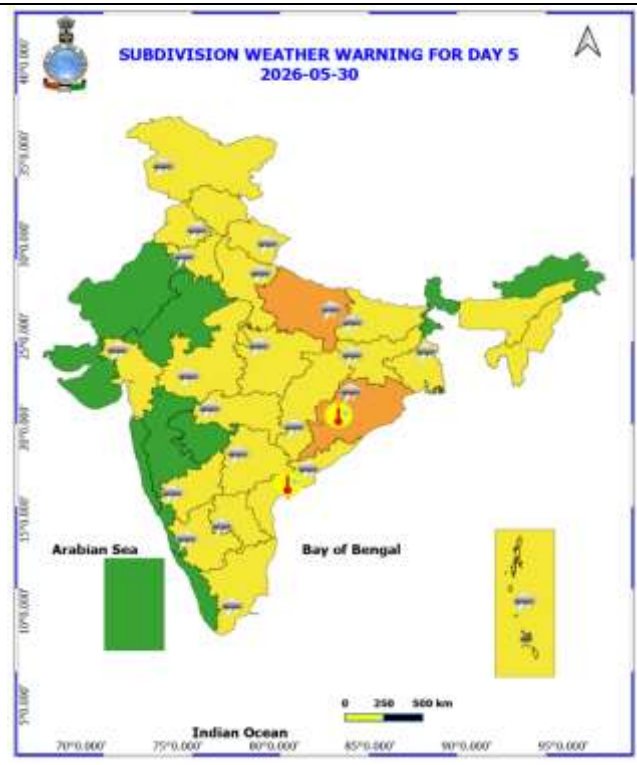 SUBDIVISION WEATHER WARNING FOR DAY 5
2026-05-30
40°0.000'
35°0.000'
30°0.000'
25°0.000'
20°0.000'
15°0.000'
10°0.000'
5°0.000'
Arabian Sea
Bay of Bengal
0 250 500 km
Indian Ocean
70°0.000' 75°0.000' 80°0.000' 85°0.000' 90°0.000' 95°0.000'